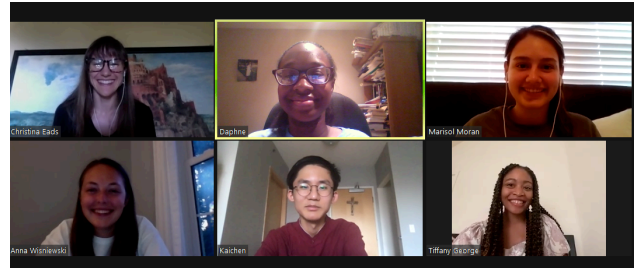 Christina Eads
Daphne
Marisol Moran
Anna Wisniewski
Kaichen
Tiffany George